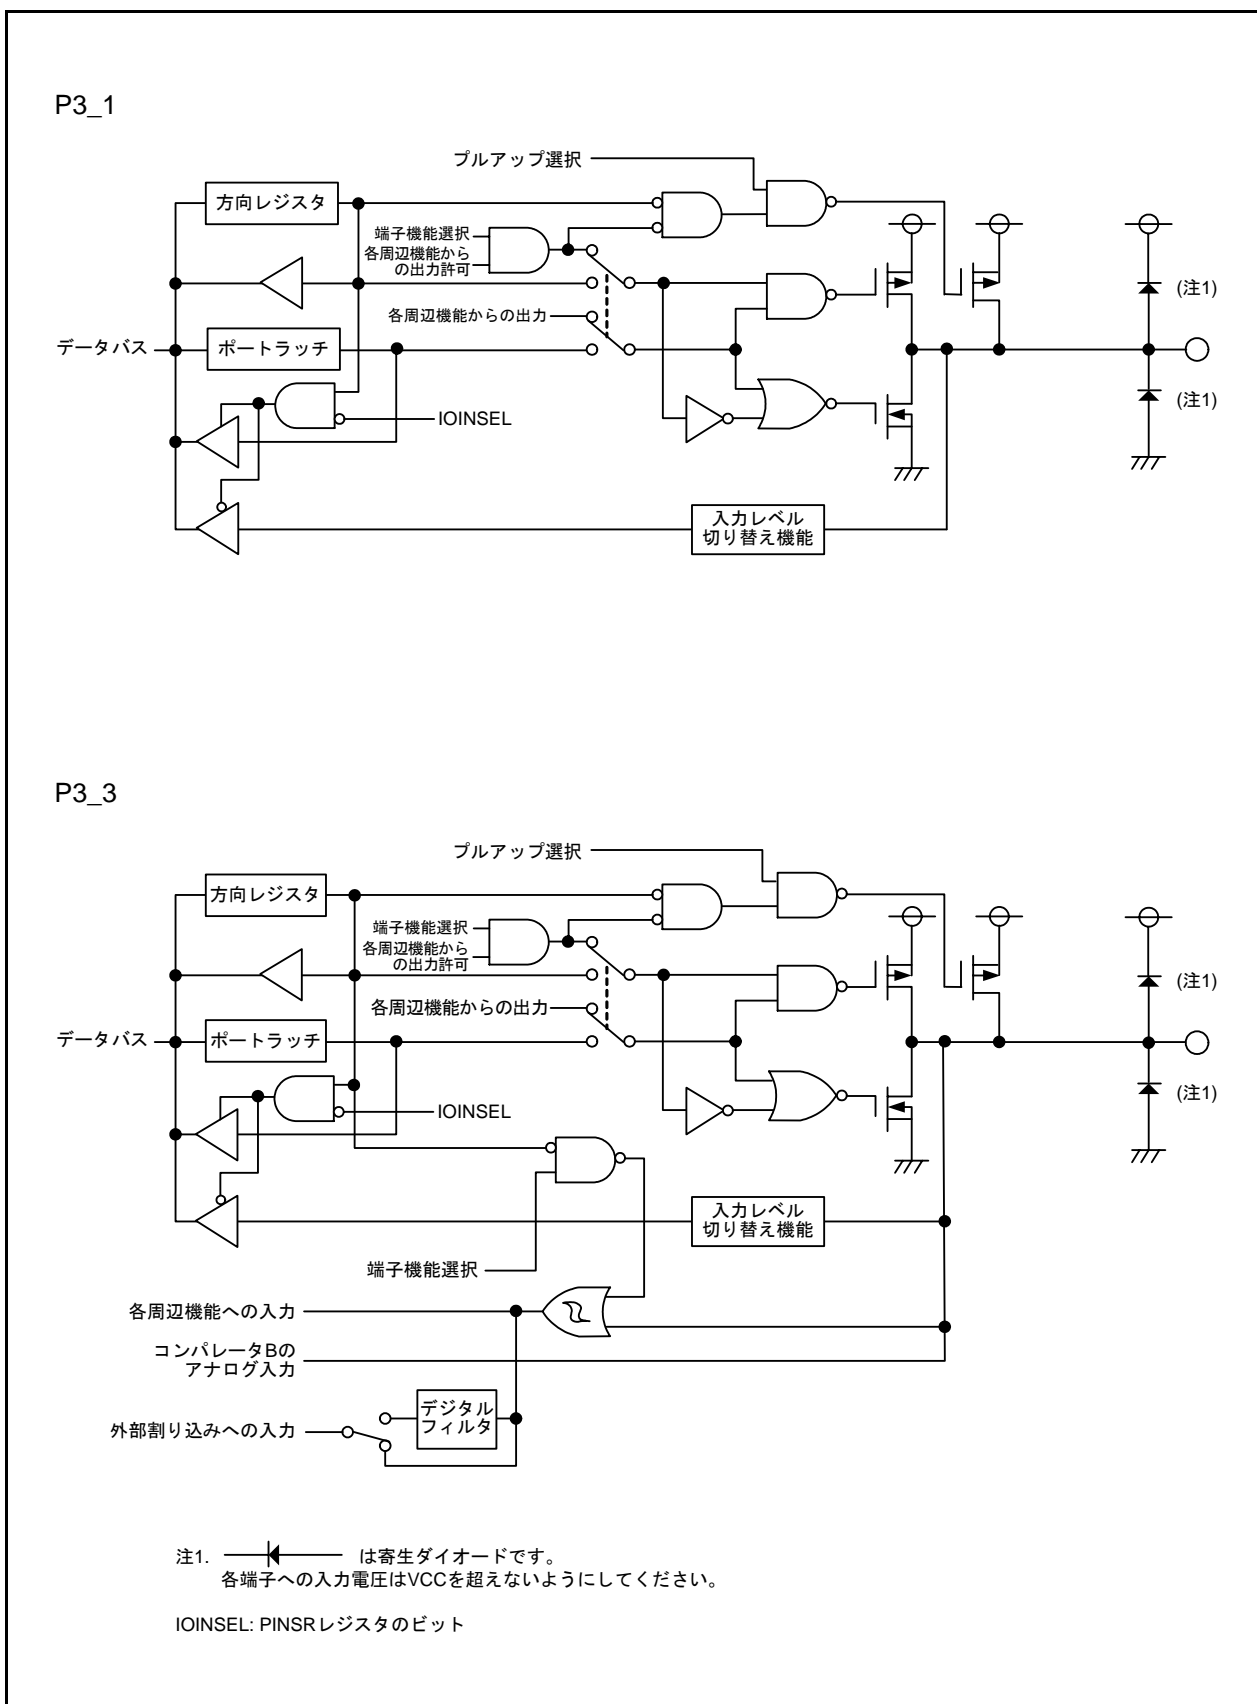 P3_1
プルアップ選択
方向レジスタ
端子機能選択
各周辺機能から
の出力許可
各周辺機能からの出力
データバス
ポートラッチ
IOINSEL
(注1)
(注1)
入力レベル
切り替え機能
P3_3
プルアップ選択
方向レジスタ
端子機能選択
各周辺機能から
の出力許可
各周辺機能からの出力
データバス
ポートラッチ
IOINSEL
(注1)
(注1)
入力レベル
切り替え機能
端子機能選択
各周辺機能への入力
コンパレータBの
アナログ入力
デジタル
フィルタ
外部割り込みへの入力
注1. は寄生ダイオードです。
各端子への入力電圧はVCCを超えないようにしてください。
IOINSEL: PINSRレジスタのビット